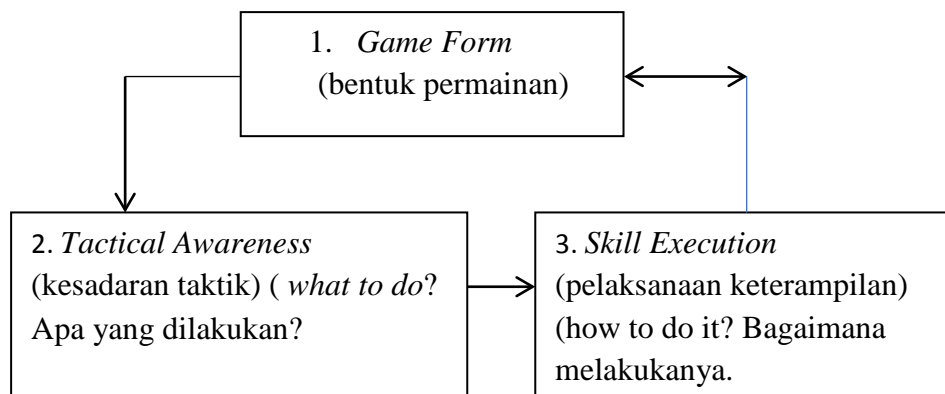 1. Game Form
(bentuk permainan)
2. Tactical Awareness
(kesadaran taktik) ( what to do?
Apa yang dilakukan?
3. Skill Execution
(pelaksanaan keterampilan)
(how to do it? Bagaimana
melakukanya.